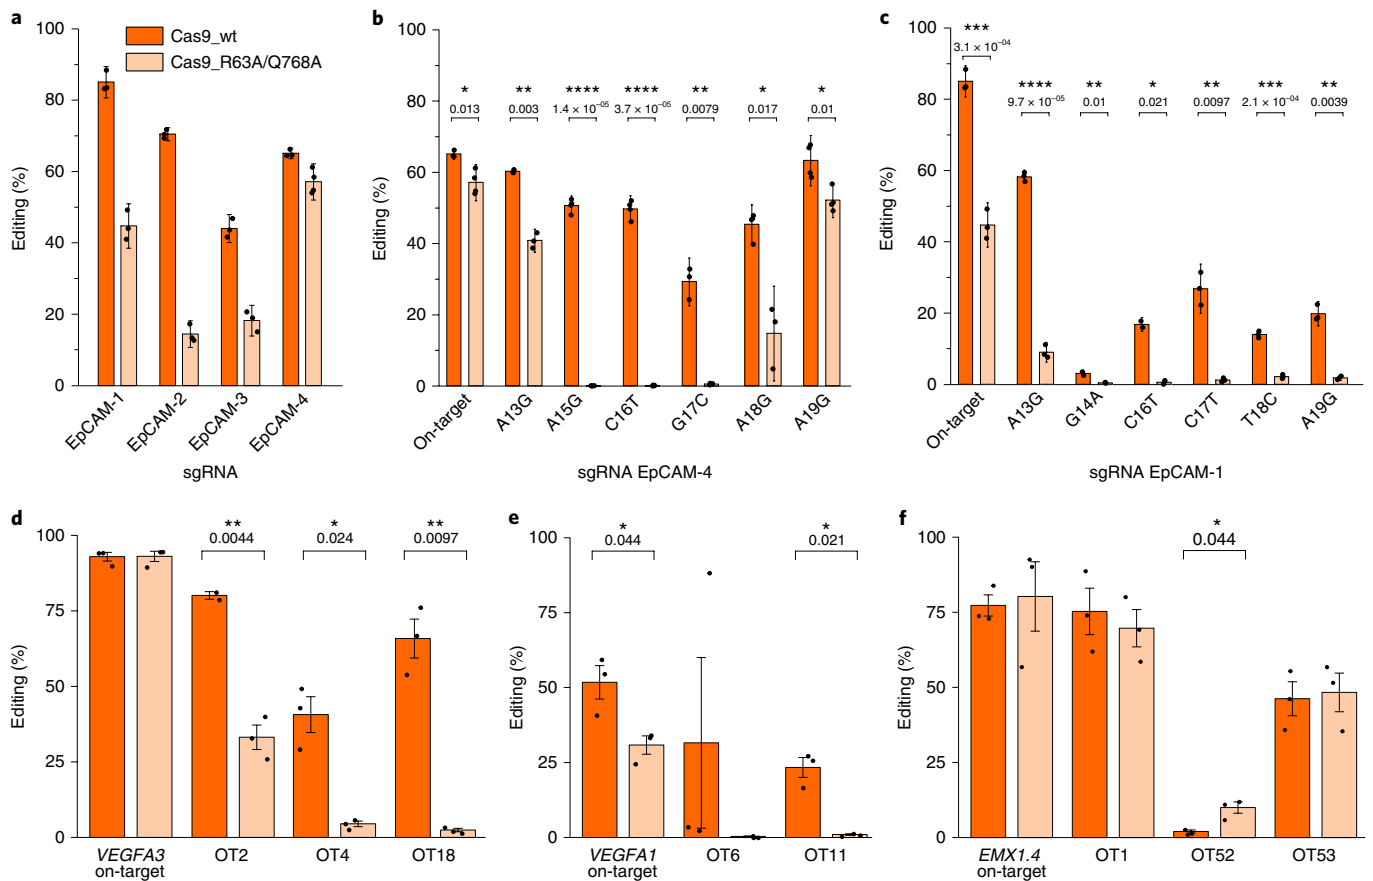 a
100
80
60
40
20
0
Editing (%)
Cas9_wt
Cas9_R63A/Q768A
EpCAM-1
EpCAM-2
EpCAM-3
EpCAM-4
sgRNA
b
100
80
60
40
20
0
Editing (%)
* ** **** **** ** * *
0.013 0.003 1.4 × 10⁻⁰⁵ 3.7 × 10⁻⁰⁵ 0.0079 0.017 0.01
On-target
A13G
A15G
C16T
G17C
A18G
A19G
sgRNA EpCAM-4
c
100
80
60
40
20
0
Editing (%)
***
3.1 × 10⁻⁰⁴
**** ** * ** *** **
9.7 × 10⁻⁰⁵ 0.01 0.021 0.0097 2.1 × 10⁻⁰⁴ 0.0039
On-target
A13G
G14A
C16T
C17T
T18C
A19G
sgRNA EpCAM-1
d
100
75
50
25
0
Editing (%)
** * **
0.0044 0.024 0.0097
VEGFA3 OT2 OT4 OT18
on-target
e
100
75
50
25
0
Editing (%)
* *
0.044 0.021
VEGFA1 OT6 OT11
on-target
f
100
75
50
25
0
Editing (%)
*
0.044
EMX1.4 OT1 OT52 OT53
on-target